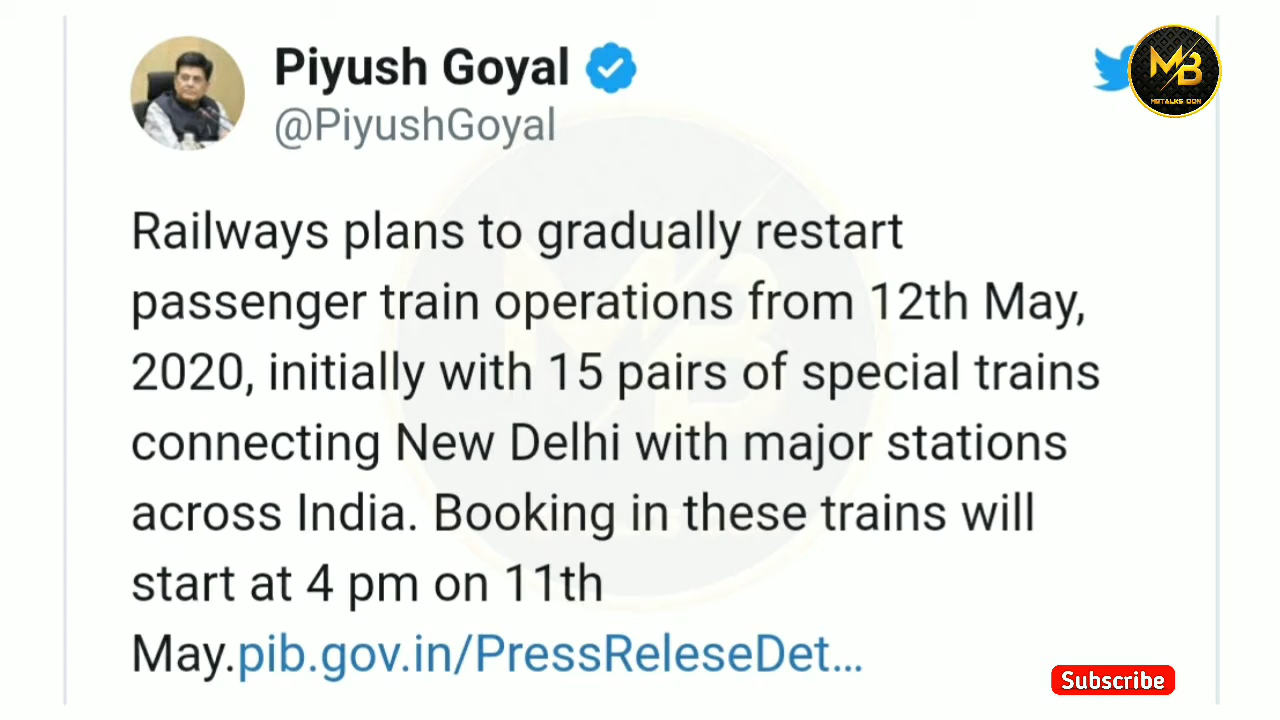 Piyush Goyal
@PiyushGoyal
MB
MBTALKS DON
Railways plans to gradually restart
passenger train operations from 12th May,
2020, initially with 15 pairs of special trains
connecting New Delhi with major stations
across India. Booking in these trains will
start at 4 pm on 11th
May.pib.gov.in/PressReleseDet...
Subscribe